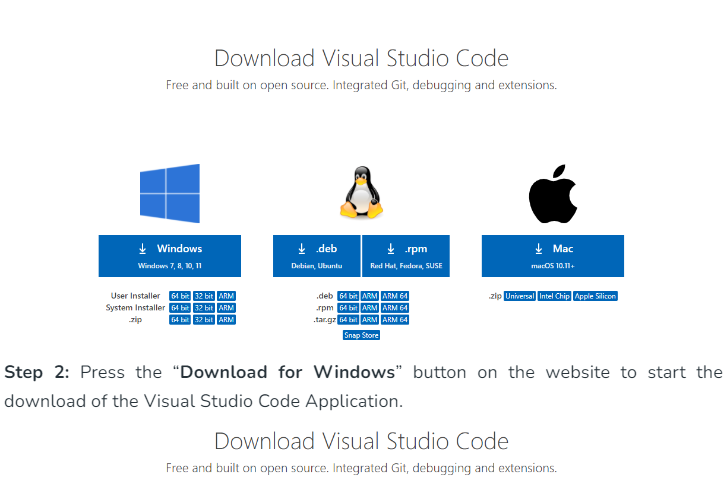 Download Visual Studio Code
Free and built on open source. Integrated Git, debugging and extensions.
Windows
Windows 7, 8, 10, 11
.deb
Debian, Ubuntu
.rpm
Red Hat, Fedora, SUSE
Mac
macOS 10.11+
User Installer 64 bit 32 bit ARM
System Installer 64 bit 32 bit ARM
.zip 64 bit 32 bit ARM
.deb 64 bit ARM ARM 64
.rpm 64 bit ARM ARM 64
.tar.gz 64 bit ARM ARM 64
Snap Store
.zip Universal Intel Chip Apple Silicon
Step 2: Press the “Download for Windows” button on the website to start the
download of the Visual Studio Code Application.
Download Visual Studio Code
Free and built on open source. Integrated Git, debugging and extensions.